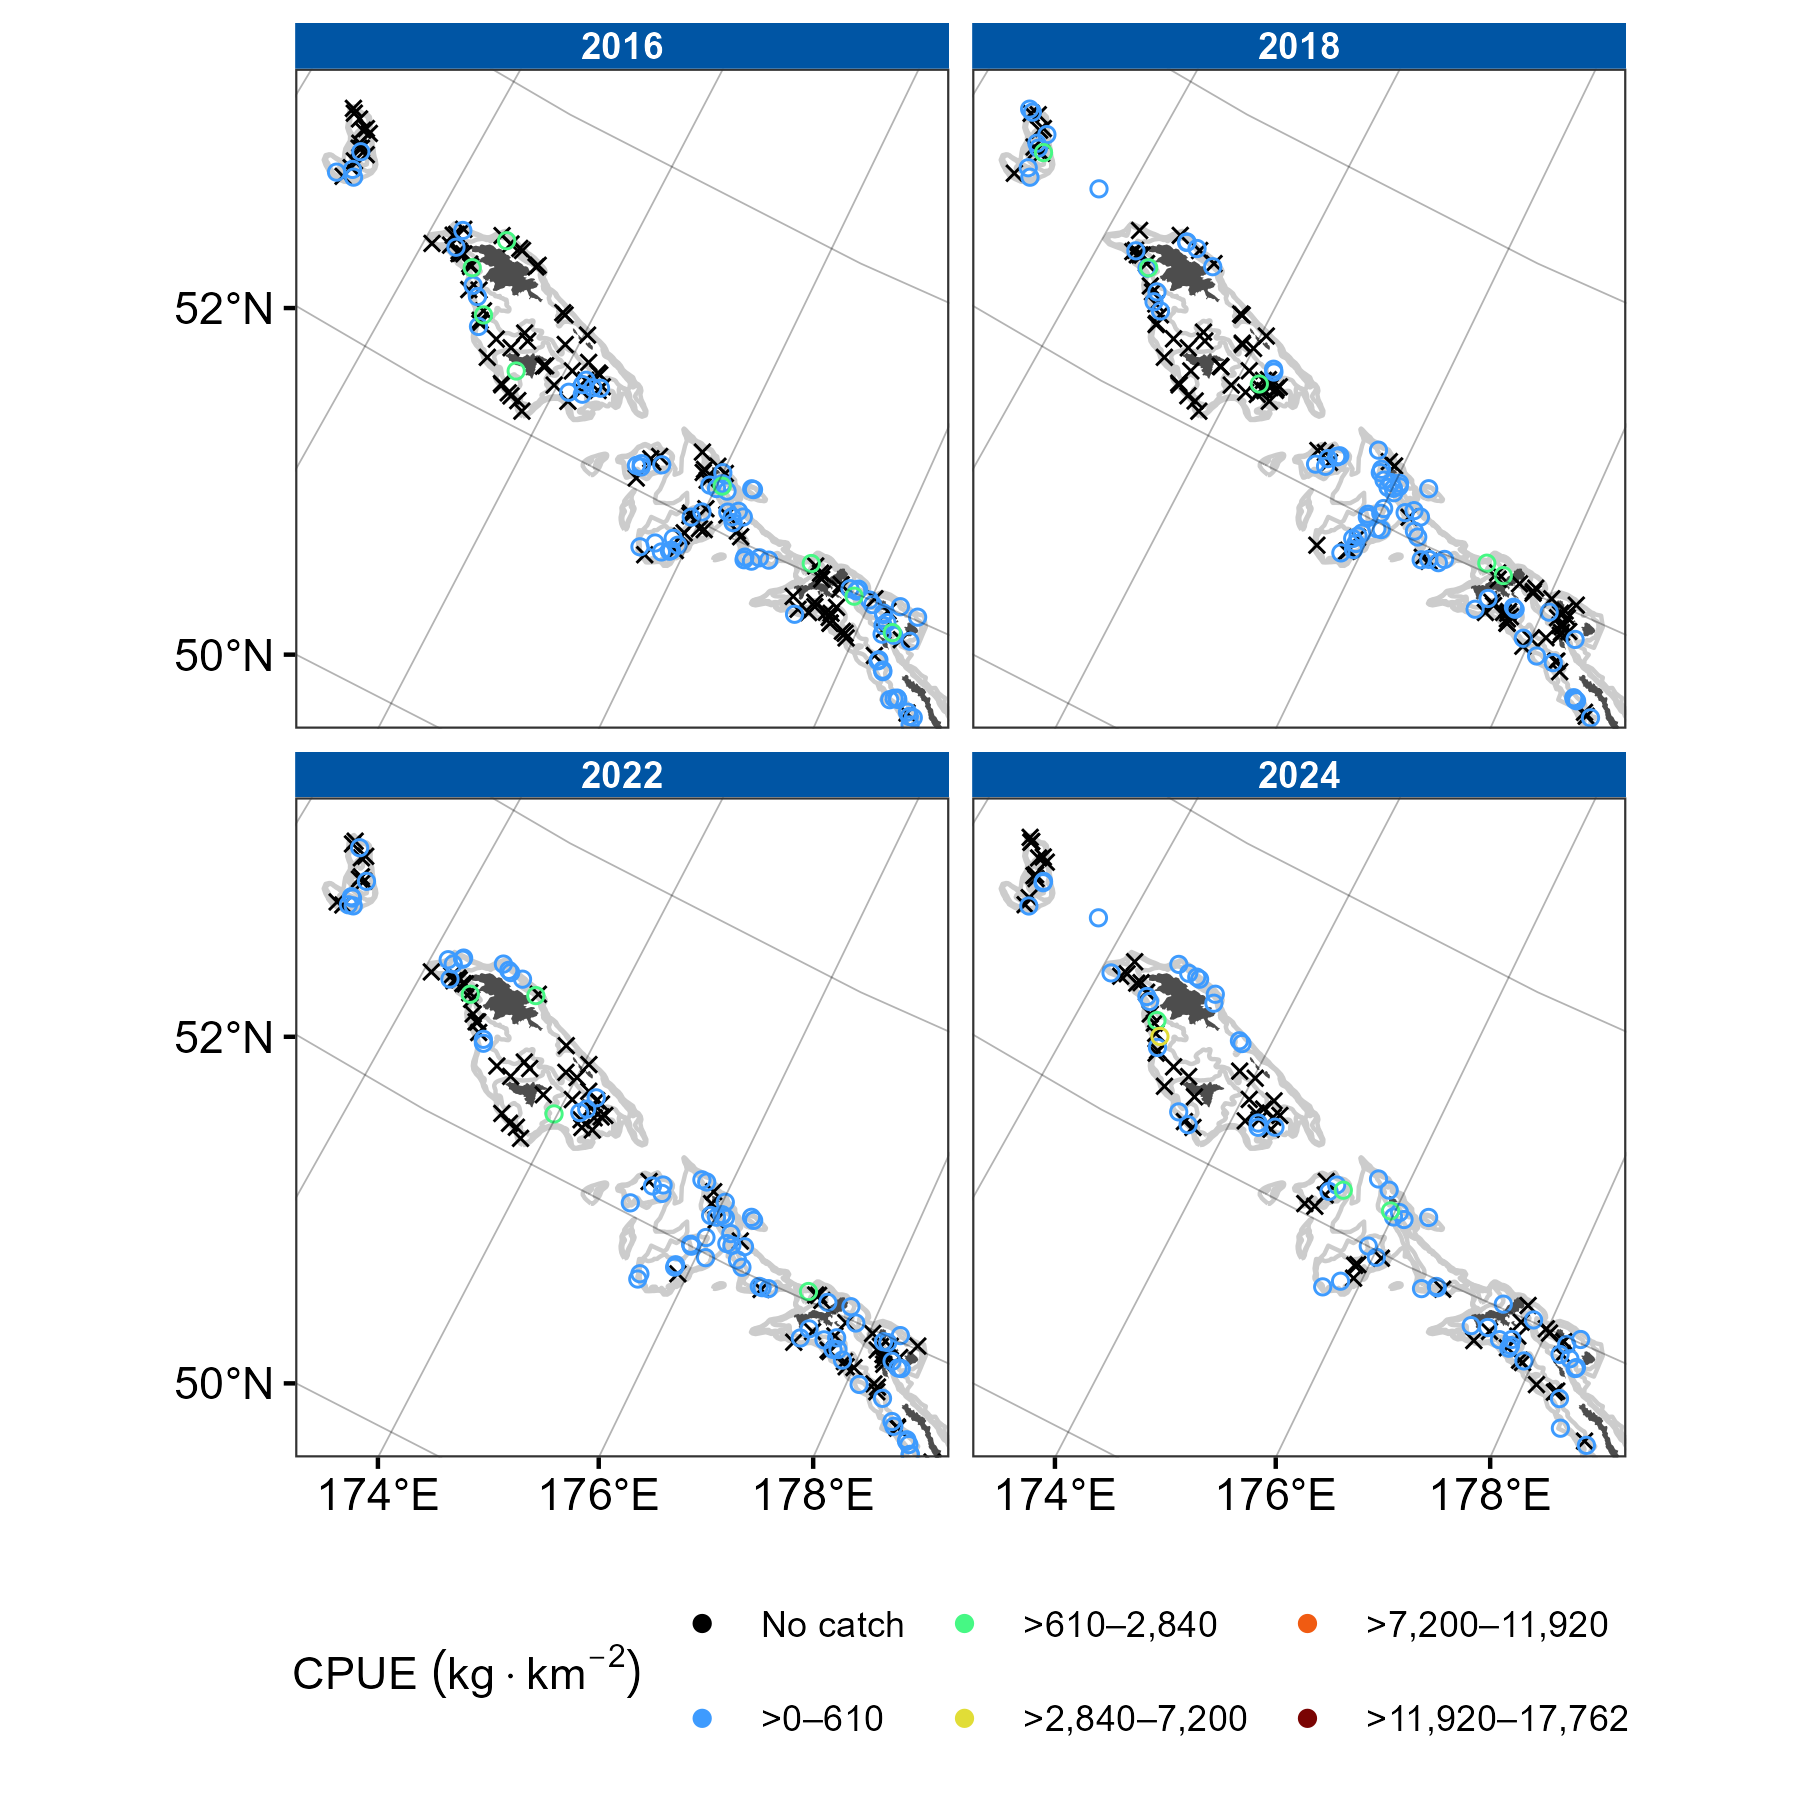 2016 2018
52°N
50°N
2022 2024
52°N
50°N
174°E 176°E 178°E 174°E 176°E 178°E
CPUE (kg · km⁻²)
No catch >610–2,840 >7,200–11,920
>0–610 >2,840–7,200 >11,920–17,762